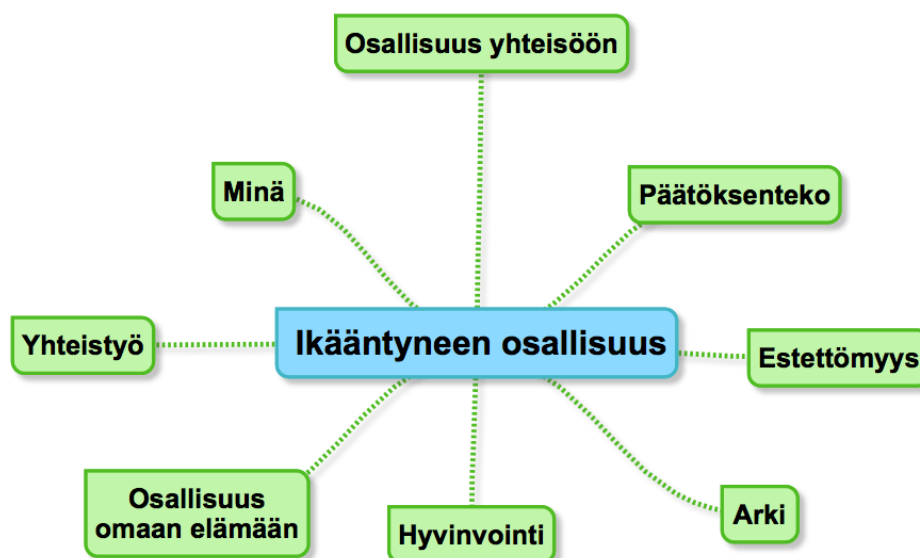 Osallisuus yhteisöön
Minä
Päätöksenteko
Yhteistyö
Ikääntyneen osallisuus
Estettömyys
Osallisuus
omaan elämään
Hyvinvointi
Arki